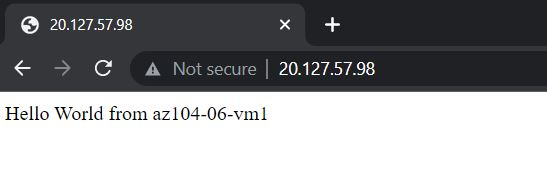 20.127.57.98
Not secure | 20.127.57.98
Hello World from az104-06-vm1